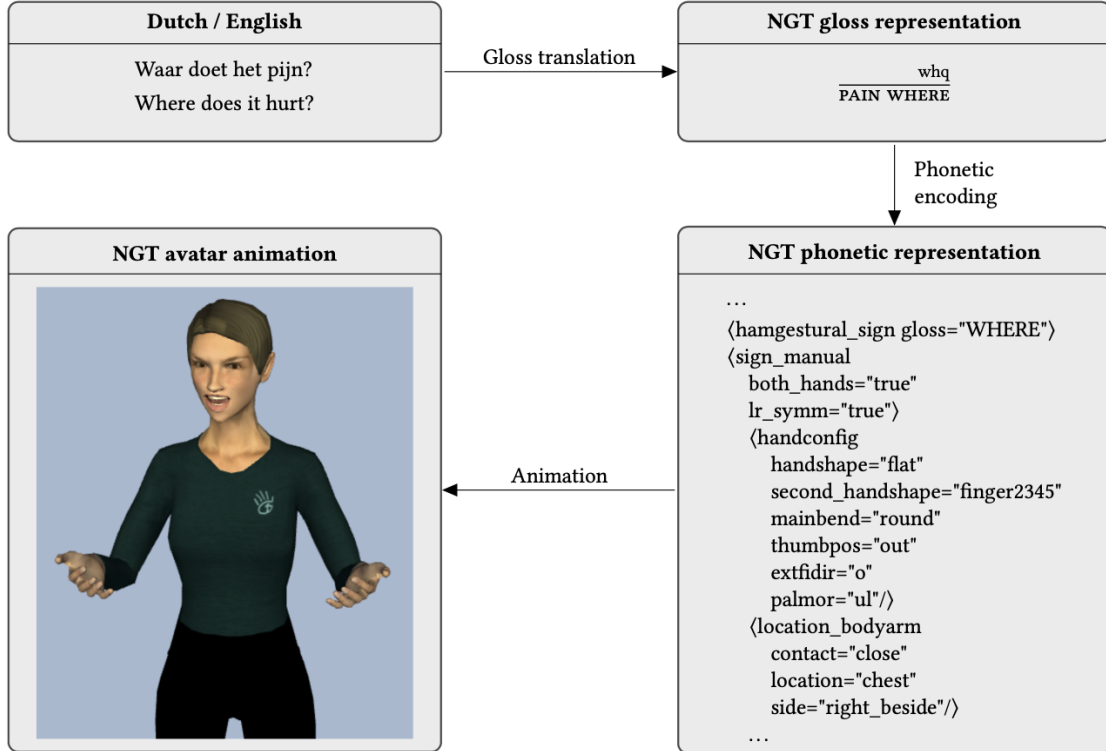 Dutch / English
Waar doet het pijn?
Where does it hurt?
Gloss translation
NGT gloss representation
whq
PAIN WHERE
Phonetic
encoding
NGT phonetic representation
...
⟨hamgestural_sign gloss="WHERE"⟩
⟨sign_manual
both_hands="true"
lr_symm="true"⟩
⟨handconfig
handshape="flat"
second_handshape="finger2345"
mainbend="round"
thumbpos="out"
extfidir="o"
palmor="ul"/⟩
⟨location_bodyarm
contact="close"
location="chest"
side="right_beside"/⟩
...
Animation
NGT avatar animation